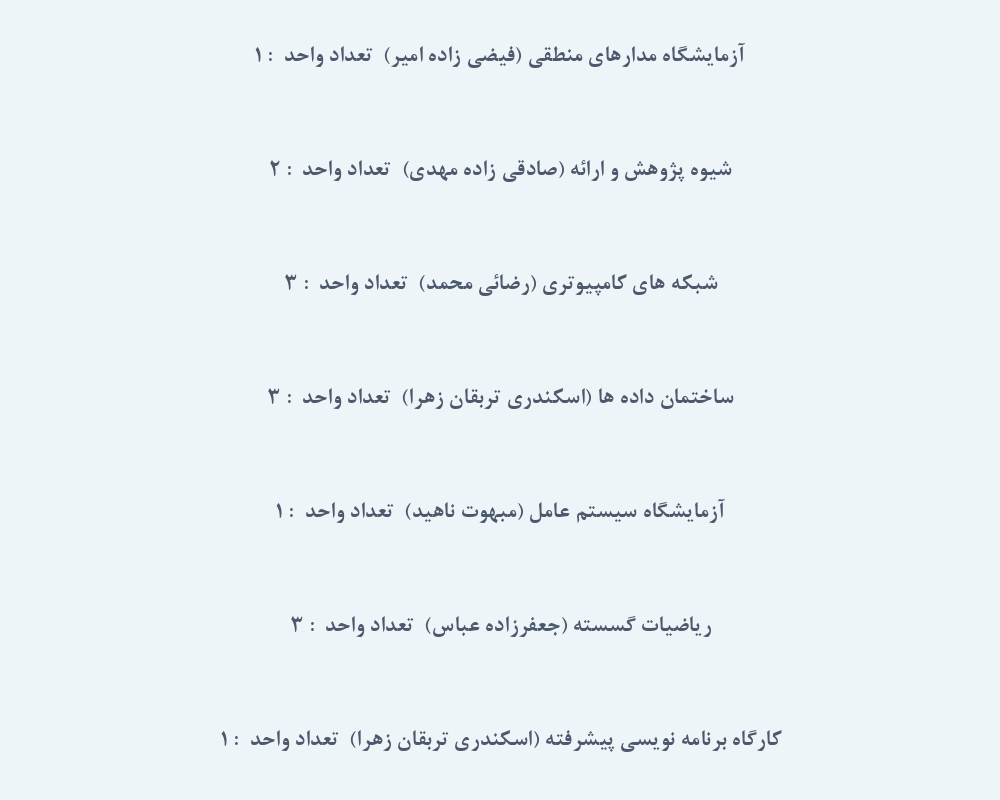 آزمایشگاه مدارهای منطقی (فیضی زاده امیر) تعداد واحد : ۱
شیوه پژوهش و ارائه (صادقی زاده مهدی) تعداد واحد : ۲
شبکه های کامپیوتری (رضائی محمد) تعداد واحد : ۳
ساختمان داده ها (اسکندری تربقان زهرا) تعداد واحد : ۳
آزمایشگاه سیستم عامل (مبهوت ناهید) تعداد واحد : ۱
ریاضیات گسسته (جعفرزاده عباس) تعداد واحد : ۳
کارگاه برنامه نویسی پیشرفته (اسکندری تربقان زهرا) تعداد واحد : ۱